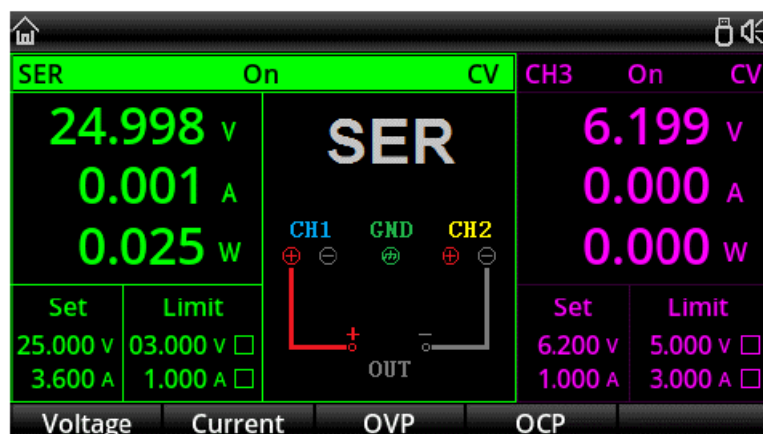 SER On CV CH3 On CV
24.998 V 6.199 V
0.001 A SER 0.000 A
0.025 W CH1 GND CH2 0.000 W
Set Limit Set Limit
25.000 V 03.000 V 6.200 V 5.000 V
3.600 A 1.000 A OUT 1.000 A 3.000 A
Voltage Current OVP OCP